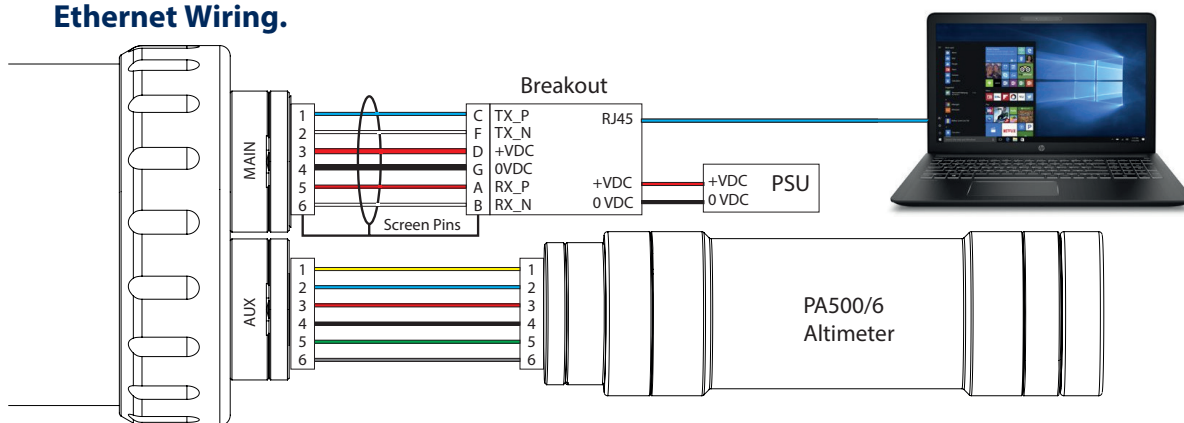 Ethernet Wiring.
Breakout
MAIN
1 C TX_P RJ45
2 F TX_N
3 D +VDC
4 G 0VDC
5 A RX_P +VDC +VDC PSU
6 B RX_N 0 VDC 0 VDC
Screen Pins
AUX
1 1
2 2
3 3
4 4
5 5
6 6
PA500/6
Altimeter